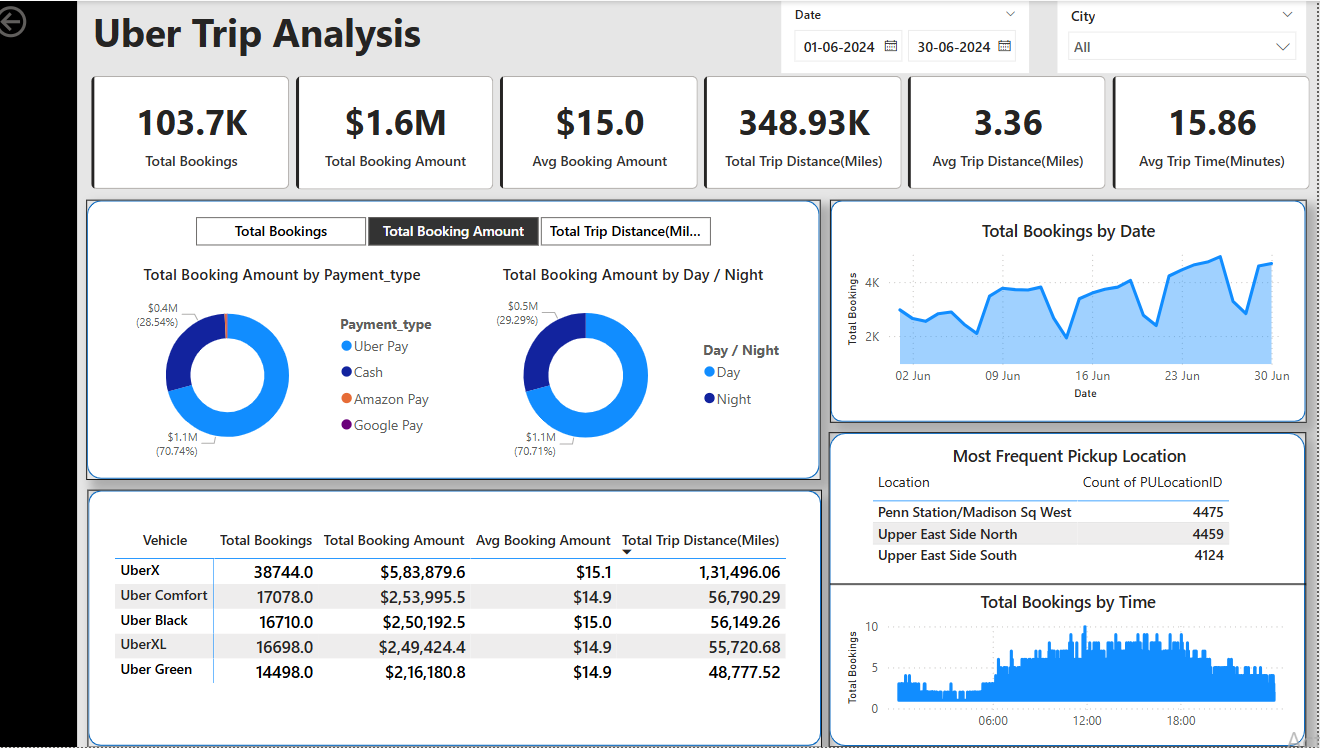 Uber Trip Analysis
Date
01-06-2024 30-06-2024
City
All
103.7K
Total Bookings
$1.6M
Total Booking Amount
$15.0
Avg Booking Amount
348.93K
Total Trip Distance(Miles)
3.36
Avg Trip Distance(Miles)
15.86
Avg Trip Time(Minutes)
Total Bookings Total Booking Amount Total Trip Distance(Mil...
Total Booking Amount by Payment_type
$0.4M
(28.54%)
$1.1M
(70.74%)
Payment_type
Uber Pay
Cash
Amazon Pay
Google Pay
Total Booking Amount by Day / Night
$0.5M
(29.29%)
$1.1M
(70.71%)
Day / Night
Day
Night
Total Bookings by Date
Total Bookings
4K
2K
02 Jun 09 Jun 16 Jun 23 Jun 30 Jun
Date
Vehicle Total Bookings Total Booking Amount Avg Booking Amount Total Trip Distance(Miles)
UberX 38744.0 $5,83,879.6 $15.1 1,31,496.06
Uber Comfort 17078.0 $2,53,995.5 $14.9 56,790.29
Uber Black 16710.0 $2,50,192.5 $15.0 56,149.26
UberXL 16698.0 $2,49,424.4 $14.9 55,720.68
Uber Green 14498.0 $2,16,180.8 $14.9 48,777.52
Most Frequent Pickup Location
Location Count of PULocationID
Penn Station/Madison Sq West 4475
Upper East Side North 4459
Upper East Side South 4124
Total Bookings by Time
Total Bookings
10
5
0
06:00 12:00 18:00